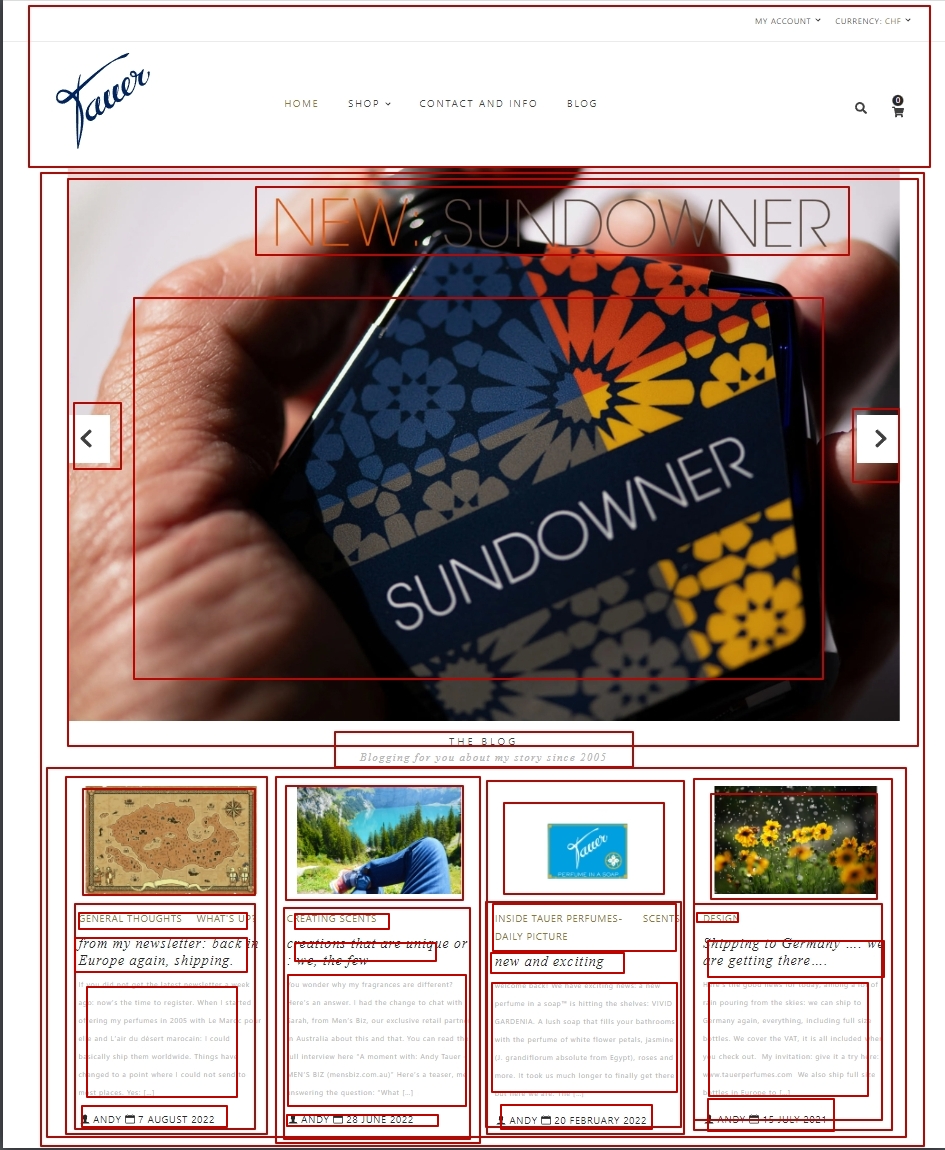 MY ACCOUNT CURRENCY: CHF
Tauer
HOME SHOP CONTACT AND INFO BLOG
0
NEW: SUNDOWNER
SUNDOWNER
THE BLOG
Blogging for you about my story since 2005
Tauer
PERFUME IN A SOAP
GENERAL THOUGHTS WHAT'S UP?
from my newsletter: back in
Europe again, shipping.
If you did not get the latest newsletter a week
ago: now's the time to register. When I started
offering my perfumes in 2005 with Le Maroc pour
elle and L'air du désert marocain: I could
basically ship them worldwide. Things have
changed to a point where I could not send to
most places. Yes: [...]
ANDY 7 AUGUST 2022
CREATING SCENTS
creations that are unique or
: we, the few
You wonder why my fragrances are different?
Here's an answer. I had the change to chat with
Sarah, from Men's Biz, our exclusive retail partner
in Australia about this and that. You can read the
full interview here "A moment with: Andy Tauer
MEN'S BIZ (mensbiz.com.au)" Here's a teaser, me
answering the question: "What [...]
ANDY 28 JUNE 2022
INSIDE TAUER PERFUMES- SCENTS
DAILY PICTURE
new and exciting
Welcome back! We have exciting news: a new
perfume in a soap™ is hitting the shelves: VIVID
GARDENIA. A lush soap that fills your bathrooms
with the perfume of white flower petals, jasmine
(J. grandiflorum absolute from Egypt), roses and
more. It took us much longer to finally get there
but here we are. The [...]
ANDY 20 FEBRUARY 2022
DESIGN
Shipping to Germany .... we
are getting there....
Here's the good news for today, among a lot of
rain pouring from the skies: we can ship to
Germany again, everything, including full size
bottles. We cover the VAT, it is all included when
you check out. My invitation: give it a try here:
www.tauerperfumes.com We also ship full size
bottles in Europe to [...]
ANDY 15 JULY 2021